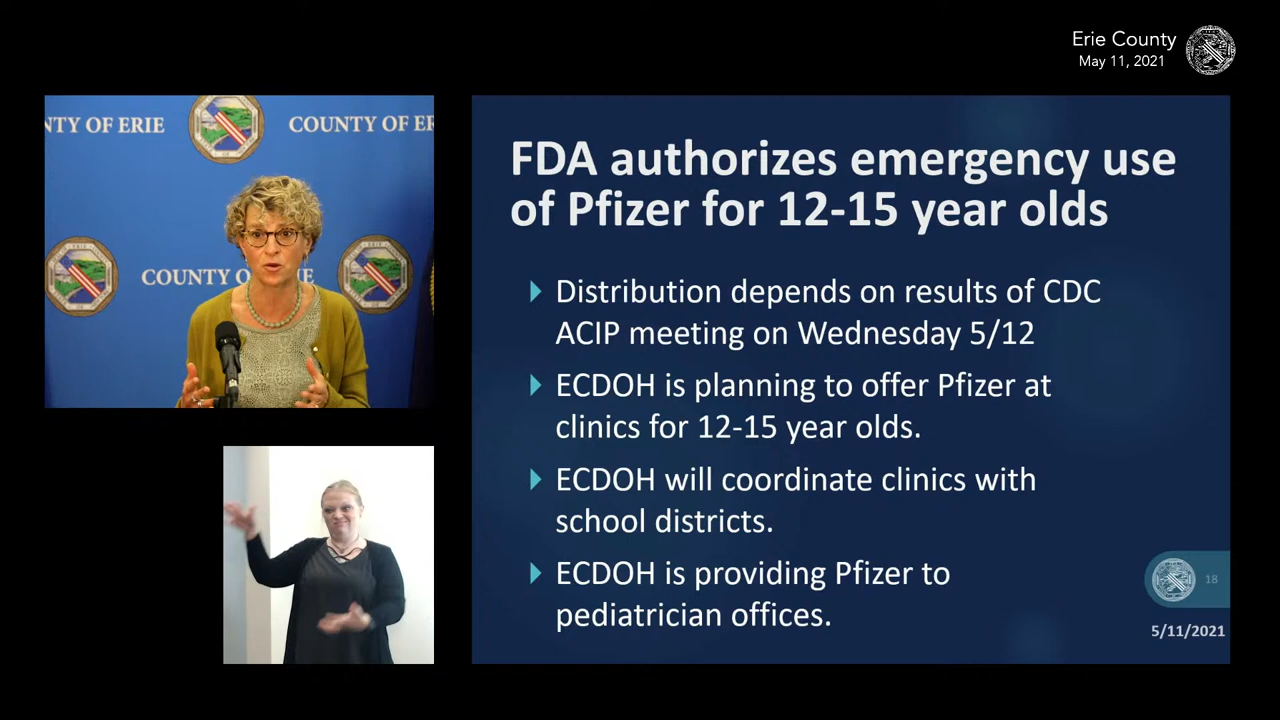 Erie County
May 11, 2021
NTY OF ERIE
COUNTY OF ER
COUNTY OF ERIE
FDA authorizes emergency use
of Pfizer for 12-15 year olds
Distribution depends on results of CDC
ACIP meeting on Wednesday 5/12
ECDOH is planning to offer Pfizer at
clinics for 12-15 year olds.
ECDOH will coordinate clinics with
school districts.
ECDOH is providing Pfizer to
pediatrician offices.
18
5/11/2021